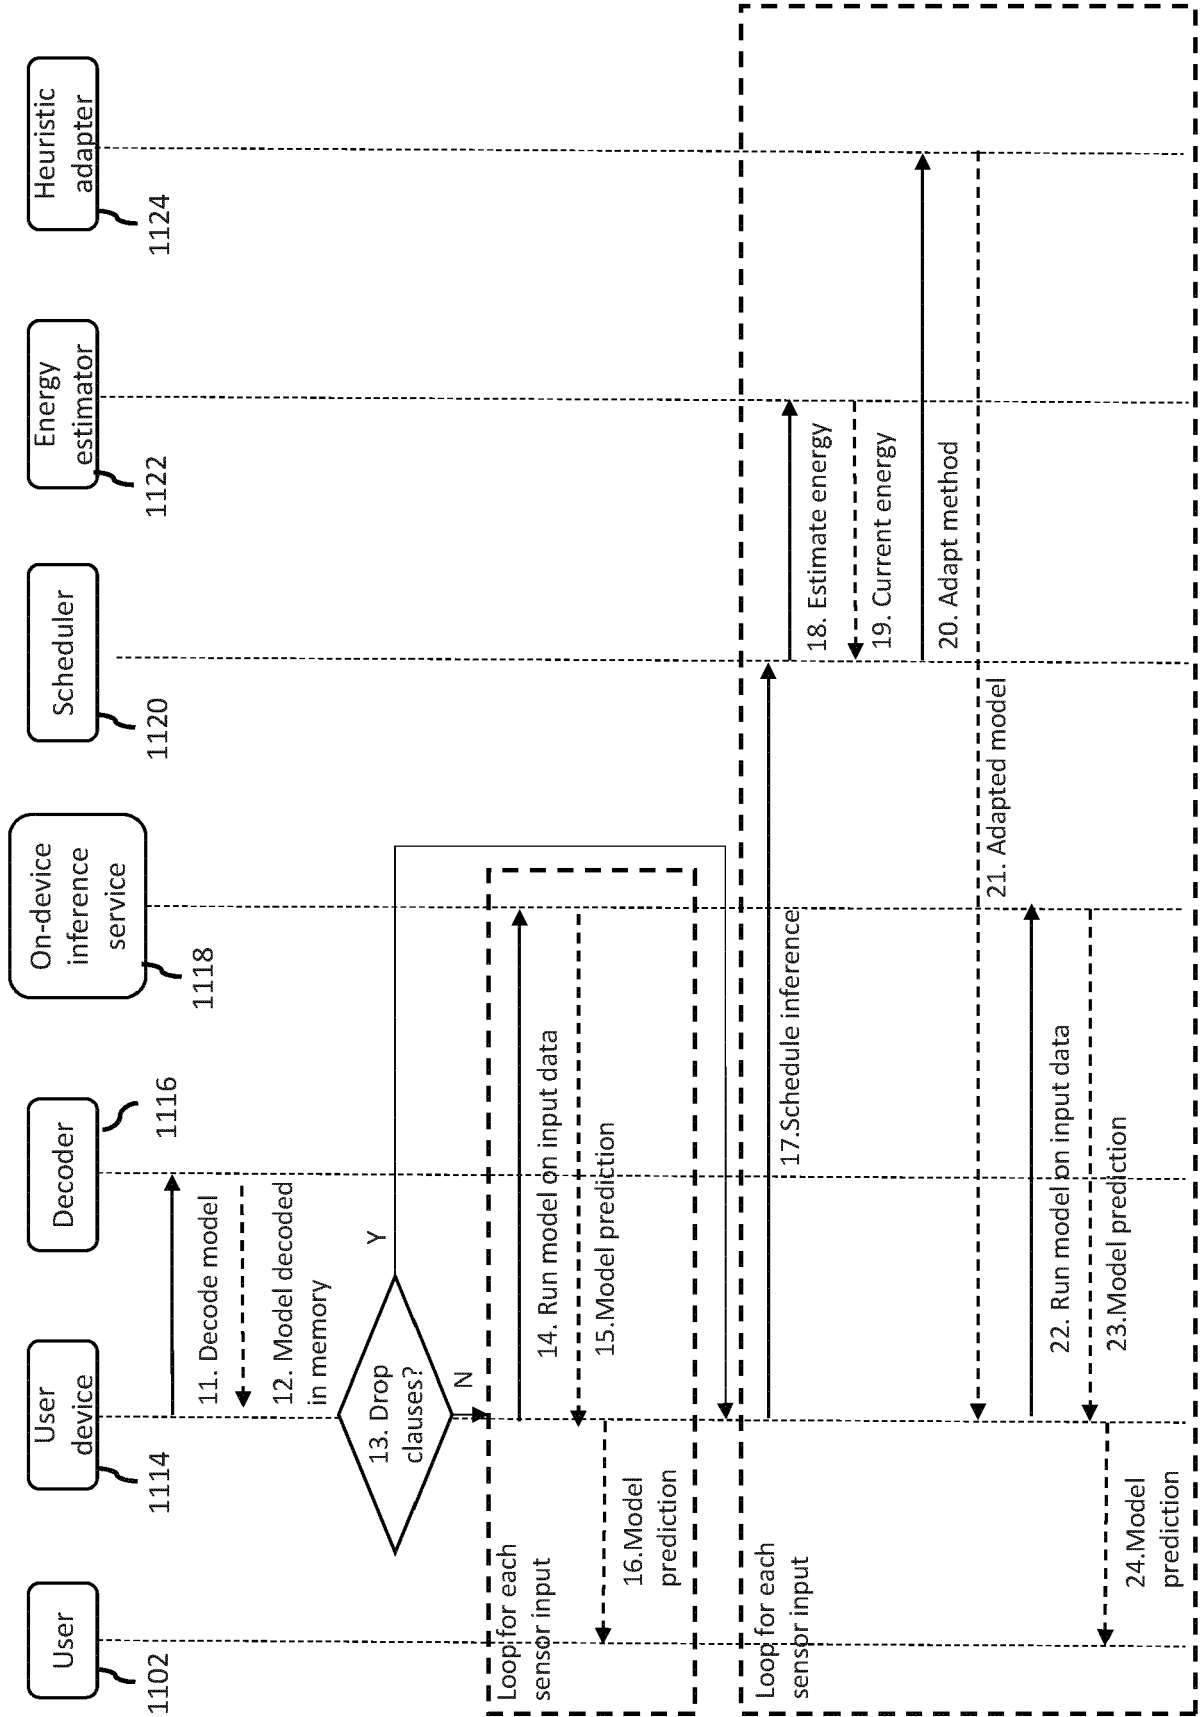 User
1102
User
device
1114
Decoder
1116
On-device
inference
service
1118
Scheduler
1120
Energy
estimator
1122
Heuristic
adapter
1124
11. Decode model
12. Model decoded
in memory
13. Drop
clauses?
Y
N
Loop for each
sensor input
14. Run model on input data
15.Model prediction
16.Model
prediction
Loop for each
sensor input
17.Schedule inference
18. Estimate energy
19. Current energy
20. Adapt method
21. Adapted model
22. Run model on input data
23.Model prediction
24.Model
prediction